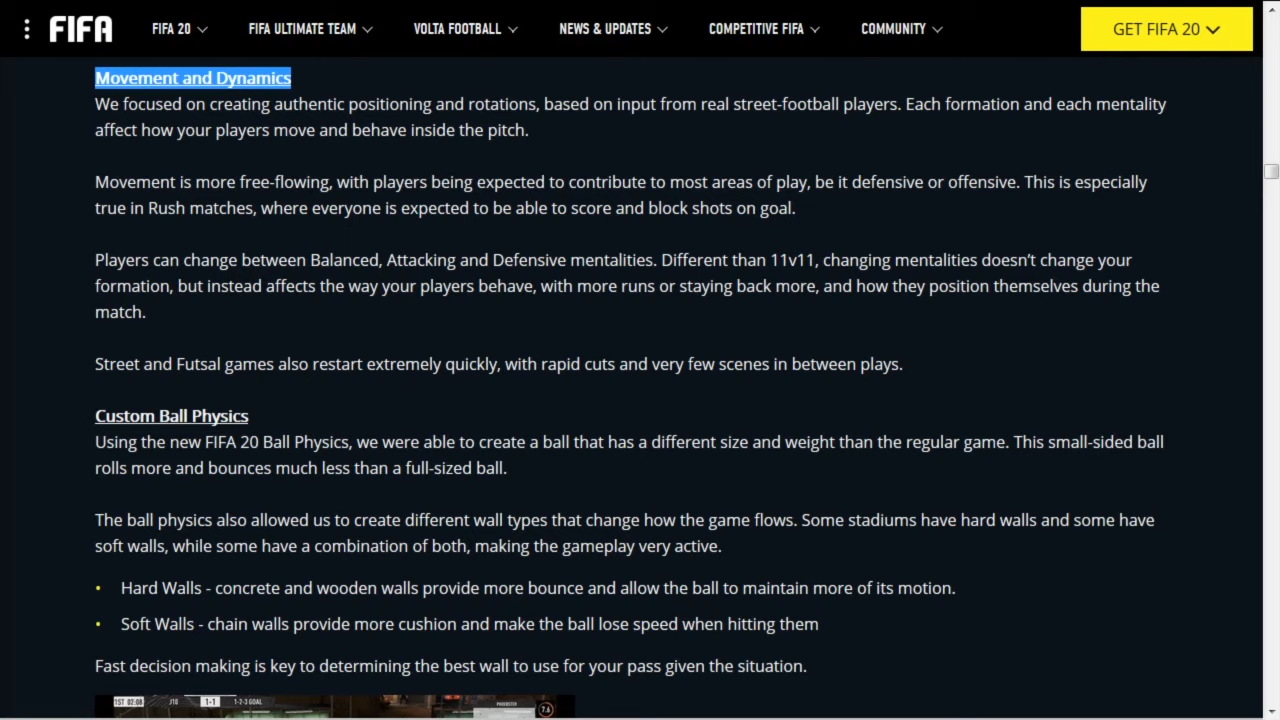 FIFA
FIFA 20
FIFA ULTIMATE TEAM
VOLTA FOOTBALL
NEWS & UPDATES
COMPETITIVE FIFA
COMMUNITY
GET FIFA 20
Movement and Dynamics
We focused on creating authentic positioning and rotations, based on input from real street-football players. Each formation and each mentality
affect how your players move and behave inside the pitch.
Movement is more free-flowing, with players being expected to contribute to most areas of play, be it defensive or offensive. This is especially
true in Rush matches, where everyone is expected to be able to score and block shots on goal.
Players can change between Balanced, Attacking and Defensive mentalities. Different than 11v11, changing mentalities doesn’t change your
formation, but instead affects the way your players behave, with more runs or staying back more, and how they position themselves during the
match.
Street and Futsal games also restart extremely quickly, with rapid cuts and very few scenes in between plays.
Custom Ball Physics
Using the new FIFA 20 Ball Physics, we were able to create a ball that has a different size and weight than the regular game. This small-sided ball
rolls more and bounces much less than a full-sized ball.
The ball physics also allowed us to create different wall types that change how the game flows. Some stadiums have hard walls and some have
soft walls, while some have a combination of both, making the gameplay very active.
• Hard Walls - concrete and wooden walls provide more bounce and allow the ball to maintain more of its motion.
• Soft Walls - chain walls provide more cushion and make the ball lose speed when hitting them
Fast decision making is key to determining the best wall to use for your pass given the situation.
1ST 02:08 J10 1-1 1-2-3 GOAL 7.6